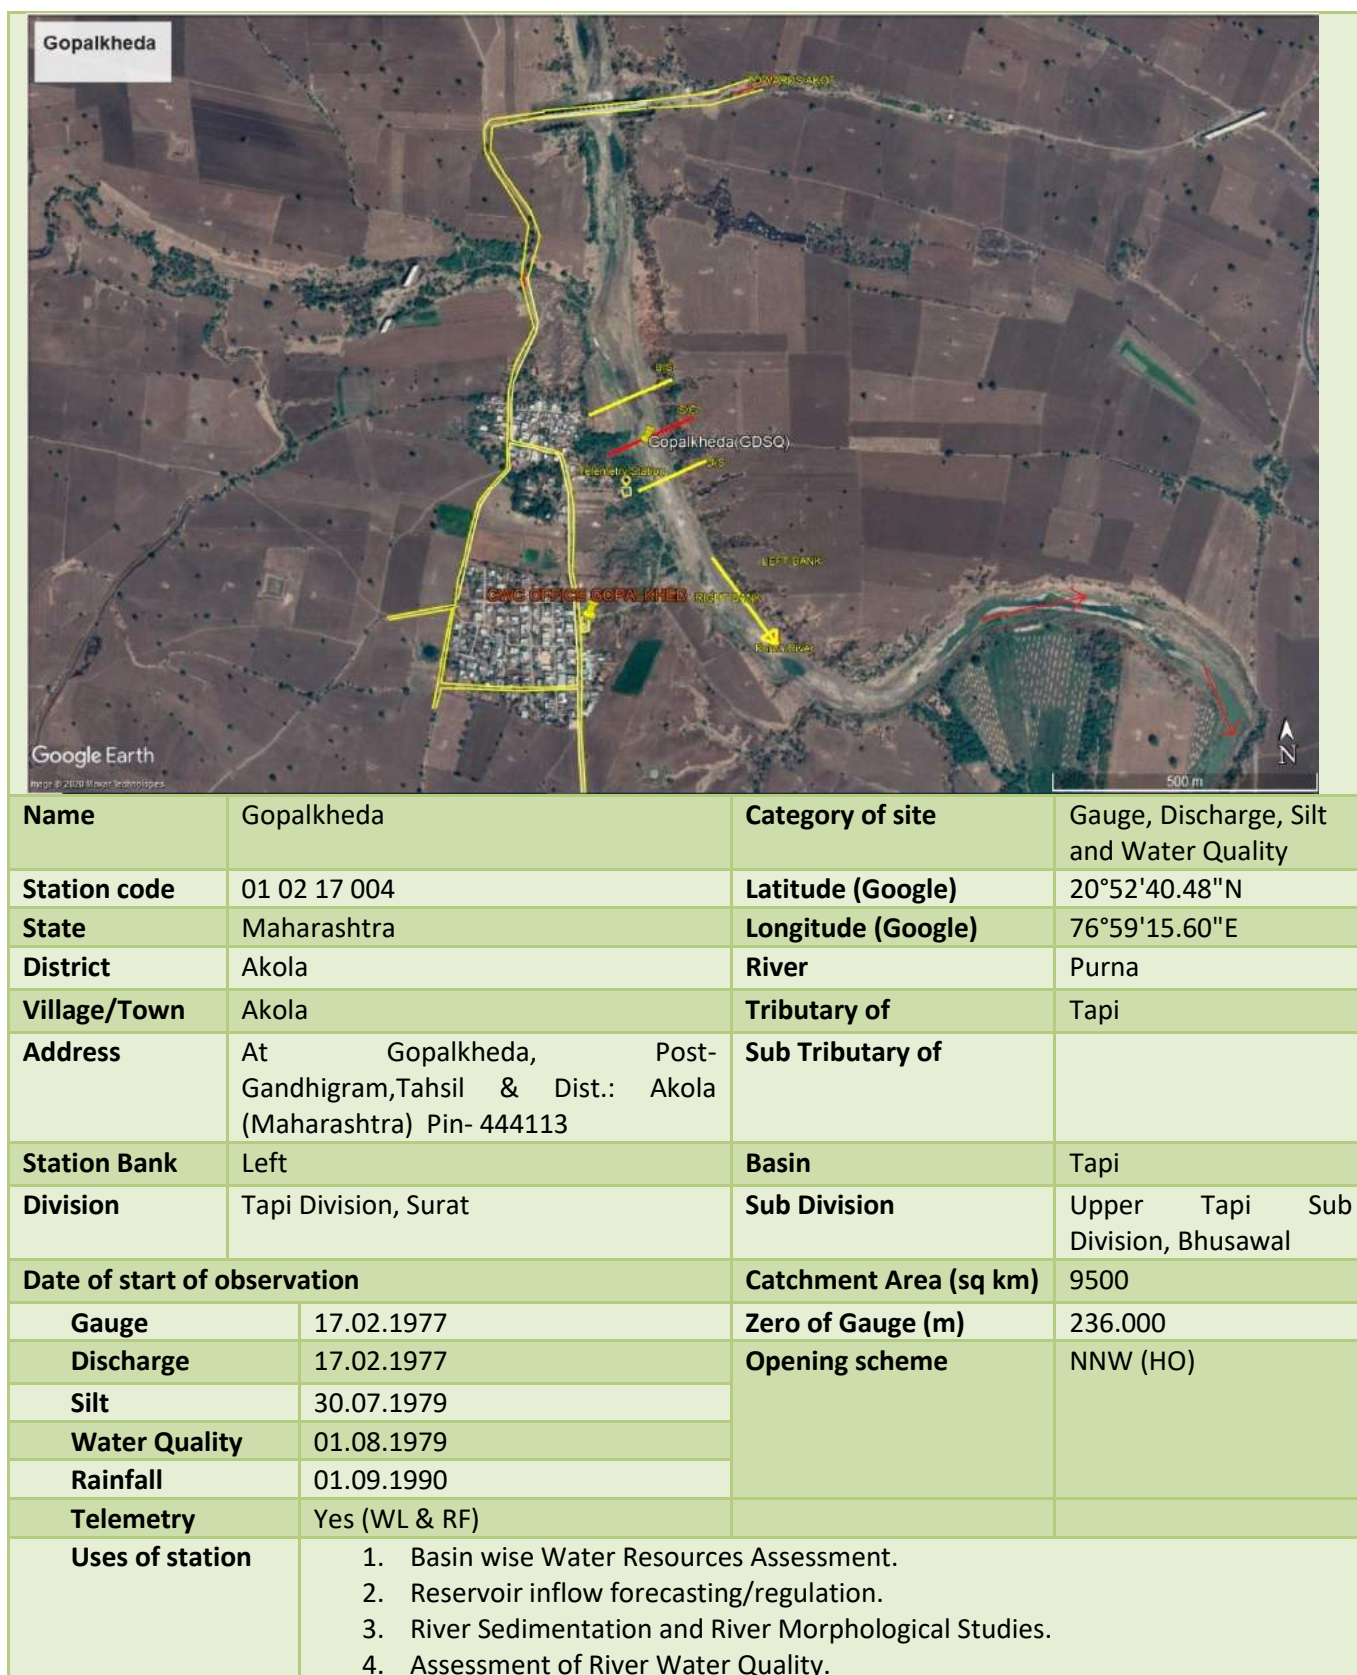 Gopalkheda
TOWARDS AKOT
U/S
S/G
Gopalkheda(GDSQ)
D/S
Telemetry Station
LEFT BANK
CWC OFFICE GOPALKHED
RIGHT BANK
Purna River
Google Earth
Image © 2020 Maxar Technologies
500 m
N
Name Gopalkheda Category of site Gauge, Discharge, Silt
and Water Quality
Station code 01 02 17 004 Latitude (Google) 20°52'40.48"N
State Maharashtra Longitude (Google) 76°59'15.60"E
District Akola River Purna
Village/Town Akola Tributary of Tapi
Address At Gopalkheda, Post- Sub Tributary of
Gandhigram,Tahsil & Dist.: Akola
(Maharashtra) Pin- 444113
Station Bank Left Basin Tapi
Division Tapi Division, Surat Sub Division Upper Tapi Sub
Division, Bhusawal
Date of start of observation Catchment Area (sq km) 9500
Gauge 17.02.1977 Zero of Gauge (m) 236.000
Discharge 17.02.1977 Opening scheme NNW (HO)
Silt 30.07.1979
Water Quality 01.08.1979
Rainfall 01.09.1990
Telemetry Yes (WL & RF)
Uses of station 1. Basin wise Water Resources Assessment.
2. Reservoir inflow forecasting/regulation.
3. River Sedimentation and River Morphological Studies.
4. Assessment of River Water Quality.